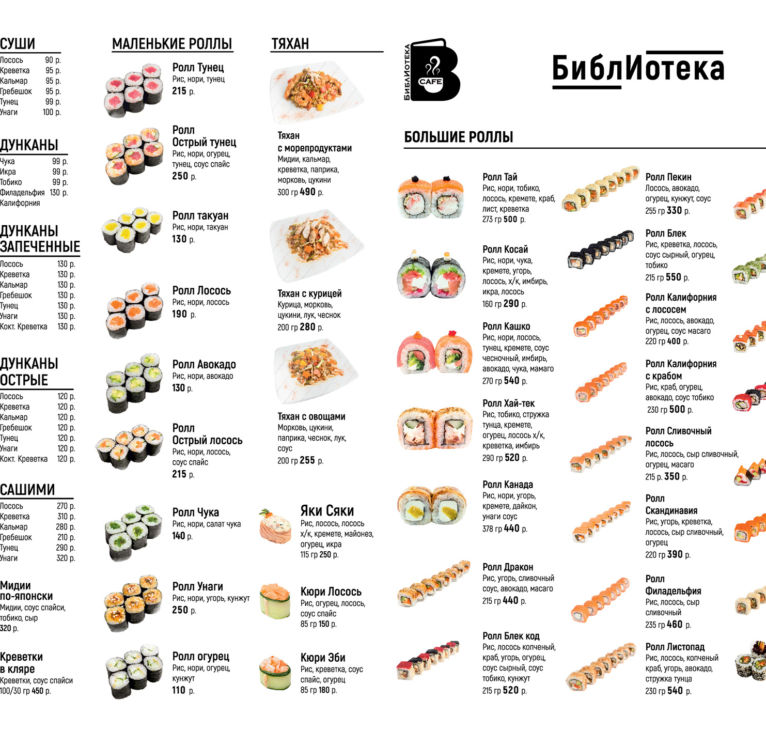 СУШИ
Лосось 90 р.
Креветка 95 р.
Кальмар 95 р.
Гребешок 95 р.
Тунец 99 р.
Унаги 100 р.
ДУНКАНЫ
Чука 99 р.
Икра 99 р.
Тобико 99 р.
Филадельфия 130 р.
Калифорния
ДУНКАНЫ
ЗАПЕЧЕННЫЕ
Лосось 130 р.
Креветка 130 р.
Кальмар 130 р.
Гребешок 130 р.
Тунец 130 р.
Унаги 130 р.
Кокт. Креветка 130 р.
ДУНКАНЫ
ОСТРЫЕ
Лосось 120 р.
Креветка 120 р.
Кальмар 120 р.
Гребешок 120 р.
Тунец 120 р.
Унаги 120 р.
Кокт. Креветка 120 р.
САШИМИ
Лосось 270 р.
Креветка 310 р.
Кальмар 280 р.
Гребешок 210 р.
Тунец 290 р.
Унаги 320 р.
Мидии
по-японски
Мидии, соус спайси,
тобико, сыр
320 р.
Креветки
в кляре
Креветки, соус спайси
100/30 гр 450 р.
МАЛЕНЬКИЕ РОЛЛЫ
Ролл Тунец
Рис, нори, тунец
215 р.
Ролл
Острый тунец
Рис, нори, огурец,
тунец, соус спайс
250 р.
Ролл такуан
Рис, нори, такуан
130 р.
Ролл Лосось
Рис, нори, лосось
190 р.
Ролл Авокадо
Рис, нори, авокадо
130 р.
Ролл
Острый лосось
Рис, нори, лосось,
соус спайс
215 р.
Ролл Чука
Рис, нори, салат чука
140 р.
Ролл Унаги
Рис, нори, угорь, кунжут
250 р.
Ролл огурец
Рис, нори, огурец,
кунжут
110 р.
ТЯХАН
Тяхан
с морепродуктами
Мидии, кальмар,
креветка, паприка,
морковь, цукини
300 гр 490 р.
Тяхан с курицей
Курица, морковь,
цукини, лук, чеснок
200 гр 280 р.
Тяхан с овощами
Морковь, цукини,
паприка, чеснок, лук,
соус
200 гр 255 р.
Яки Сяки
Рис, лосось, лосось
х/к, кремете, майонез,
огурец, икра
115 гр 250 р.
Кюри Лосось
Рис, огурец, лосось,
соус спайс
85 гр 150 р.
Кюри Эби
Рис, креветка, соус
спайс, огурец
85 гр 180 р.
БИБЛИОТЕКА
CAFE
БиблИотека
БОЛЬШИЕ РОЛЛЫ
Ролл Тай
Рис, нори, тобико,
лосось, кремете, краб,
лист, креветка
273 гр 500 р.
Ролл Косай
Рис, нори, чука,
кремете, угорь,
лосось, х/к, имбирь,
икра, лосось
160 гр 290 р.
Ролл Кашко
Рис, нори, лосось,
тунец, кремете, соус
чесночный, имбирь,
авокадо, чука, мамаго
270 гр 540 р.
Ролл Хай-тек
Рис, тобико, стружка
тунца, кремете,
огурец, лосось х/к,
креветка, имбирь
290 гр 520 р.
Ролл Канада
Рис, нори, угорь,
кремете, дайкон,
унаги соус
378 гр 440 р.
Ролл Дракон
Рис, угорь, сливочный
соус, авокадо, масаго
215 гр 440 р.
Ролл Блек код
Рис, лосось копченый,
краб, угорь, огурец,
соус сырный, соус
тобико, кунжут
215 гр 520 р.
Ролл Пекин
Лосось, авокадо,
огурец, кунжут, соус
255 гр 330 р.
Ролл Блек
Рис, креветка, лосось,
соус сырный, огурец,
тобико
215 гр 550 р.
Ролл Калифорния
с лососем
Рис, лосось, авокадо,
огурец, соус масаго
220 гр 400 р.
Ролл Калифорния
с крабом
Рис, краб, огурец,
авокадо, соус тобико
230 гр 500 р.
Ролл Сливочный
лосось
Рис, лосось, сыр сливочный,
огурец, масаго
215 р. 350 р.
Ролл
Скандинавия
Рис, угорь, креветка,
лосось, сыр сливочный,
огурец
220 гр 390 р.
Ролл
Филадельфия
Рис, лосось, сыр
сливочный
235 гр 460 р.
Ролл Листопад
Рис, лосось, копченый
краб, угорь, авокадо,
стружка тунца
230 гр 540 р.